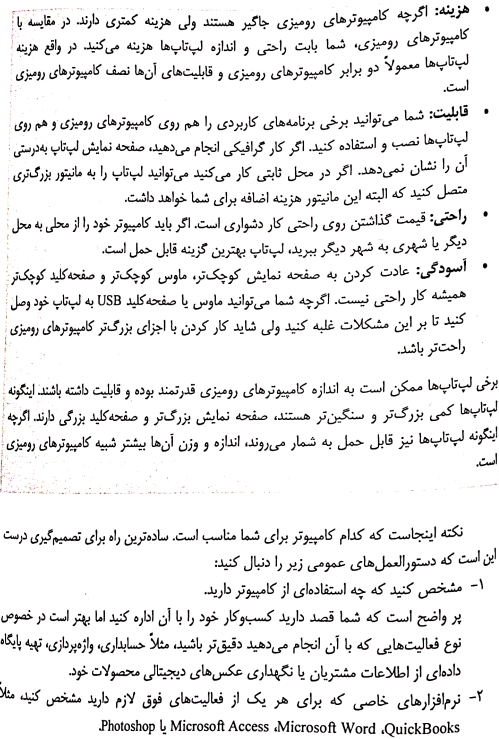 • هزینه: اگرچه کامپیوترهای رومیزی جاگیر هستند ولی هزینه کمتری دارند. در مقایسه با
کامپیوترهای رومیزی، شما بابت راحتی و اندازه لپ‌تاپ‌ها هزینه می‌کنید. در واقع هزینه
لپ‌تاپ‌ها معمولاً دو برابر کامپیوترهای رومیزی و قابلیت‌های آن‌ها نصف کامپیوترهای رومیزی
است.
• قابلیت: شما می‌توانید برخی برنامه‌های کاربردی را هم روی کامپیوترهای رومیزی و هم روی
لپ‌تاپ‌ها نصب و استفاده کنید. اگر کار گرافیکی انجام می‌دهید، صفحه نمایش لپ‌تاپ به‌درستی
آن را نشان نمی‌دهد. اگر در محل ثابتی کار می‌کنید می‌توانید لپ‌تاپ را به مانیتور بزرگ‌تری
متصل کنید که البته این مانیتور هزینه اضافه برای شما خواهد داشت.
• راحتی: قیمت گذاشتن روی راحتی کار دشواری است. اگر باید کامپیوتر خود را از محلی به محل
دیگر یا شهری به شهر دیگر ببرید، لپ‌تاپ بهترین گزینه قابل حمل است.
• آسودگی: عادت کردن به صفحه نمایش کوچک‌تر، ماوس کوچک‌تر و صفحه‌کلید کوچک‌تر
همیشه کار راحتی نیست. اگرچه شما می‌توانید ماوس یا صفحه‌کلید USB به لپ‌تاپ خود وصل
کنید تا بر این مشکلات غلبه کنید ولی شاید کار کردن با اجزای بزرگ‌تر کامپیوترهای رومیزی
راحت‌تر باشد.
برخی لپ‌تاپ‌ها ممکن است به اندازه کامپیوترهای رومیزی قدرتمند بوده و قابلیت داشته باشند. اینگونه
لپ‌تاپ‌ها کمی بزرگ‌تر و سنگین‌تر هستند، صفحه نمایش بزرگ‌تر و صفحه‌کلید بزرگی دارند. اگرچه
اینگونه لپ‌تاپ‌ها نیز قابل حمل به شمار می‌روند، اندازه و وزن آن‌ها بیشتر شبیه کامپیوترهای رومیزی
است.
نکته اینجاست که کدام کامپیوتر برای شما مناسب است. ساده‌ترین راه برای تصمیم‌گیری درست
این است که دستورالعمل‌های عمومی زیر را دنبال کنید:
۱- مشخص کنید که چه استفاده‌ای از کامپیوتر دارید.
پر واضح است که شما قصد دارید کسب‌وکار خود را با آن اداره کنید اما بهتر است در خصوص
نوع فعالیت‌هایی که با آن انجام می‌دهید دقیق‌تر باشید، مثلاً حسابداری، واژه‌پردازی، تهیه پایگاه
داده‌ای از اطلاعات مشتریان یا نگهداری عکس‌های دیجیتالی محصولات خود.
۲- نرم‌افزارهای خاصی که برای هر یک از فعالیت‌های فوق لازم دارید مشخص کنید، مثلاً
QuickBooks، Microsoft Word، Microsoft Access یا Photoshop.